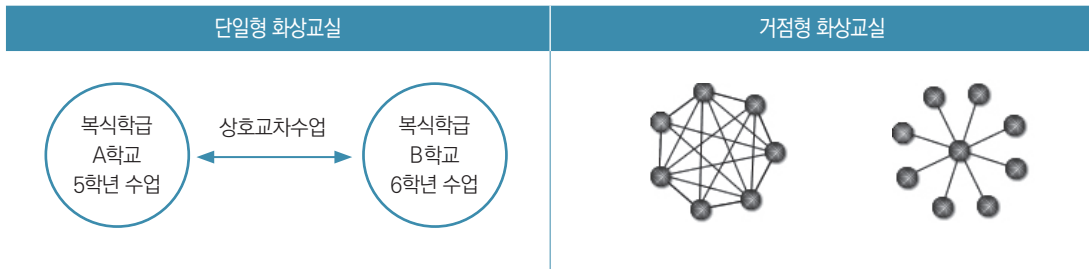 단일형 화상교실
거점형 화상교실
복식학급
A학교
5학년 수업
상호교차수업
복식학급
B학교
6학년 수업